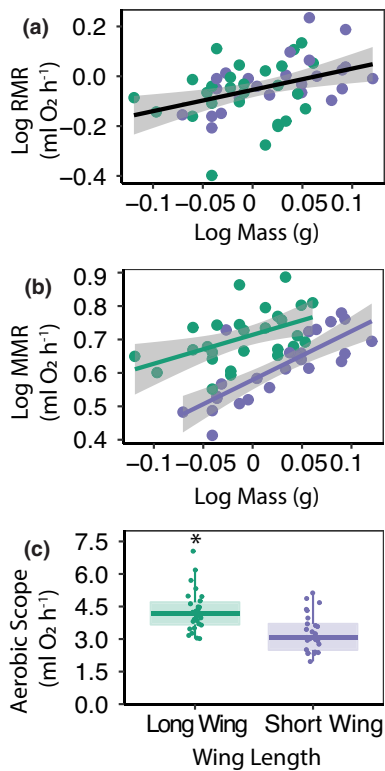 (a)
Log RMR
(ml O₂ h⁻¹)
0.2
0.0
−0.2
−0.4
−0.1
−0.05
0
0.05
0.1
Log Mass (g)
(b)
Log MMR
(ml O₂ h⁻¹)
0.9
0.8
0.7
0.6
0.5
0.4
−0.1
−0.05
0
0.05
0.1
Log Mass (g)
(c)
Aerobic Scope
(ml O₂ h⁻¹)
7.5
6.0
4.5
3.0
1.5
0.0
*
Long Wing
Short Wing
Wing Length